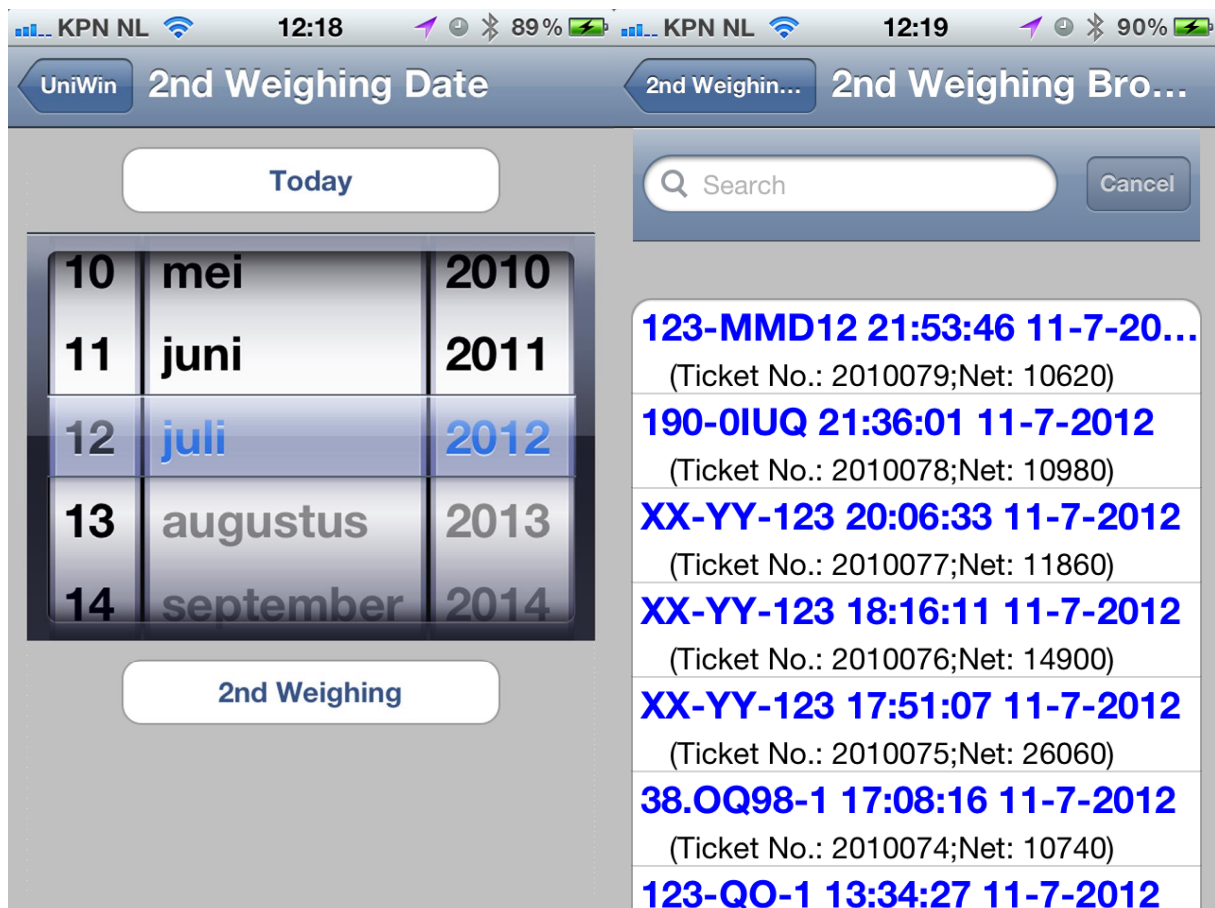 KPN NL 12:18 89%
UniWin 2nd Weighing Date
Today
10 mei 2010
11 juni 2011
12 juli 2012
13 augustus 2013
14 september 2014
2nd Weighing
KPN NL 12:19 90%
2nd Weighin... 2nd Weighing Bro...
Search Cancel
123-MMD12 21:53:46 11-7-20...
(Ticket No.: 2010079;Net: 10620)
190-0IUQ 21:36:01 11-7-2012
(Ticket No.: 2010078;Net: 10980)
XX-YY-123 20:06:33 11-7-2012
(Ticket No.: 2010077;Net: 11860)
XX-YY-123 18:16:11 11-7-2012
(Ticket No.: 2010076;Net: 14900)
XX-YY-123 17:51:07 11-7-2012
(Ticket No.: 2010075;Net: 26060)
38.OQ98-1 17:08:16 11-7-2012
(Ticket No.: 2010074;Net: 10740)
123-QO-1 13:34:27 11-7-2012